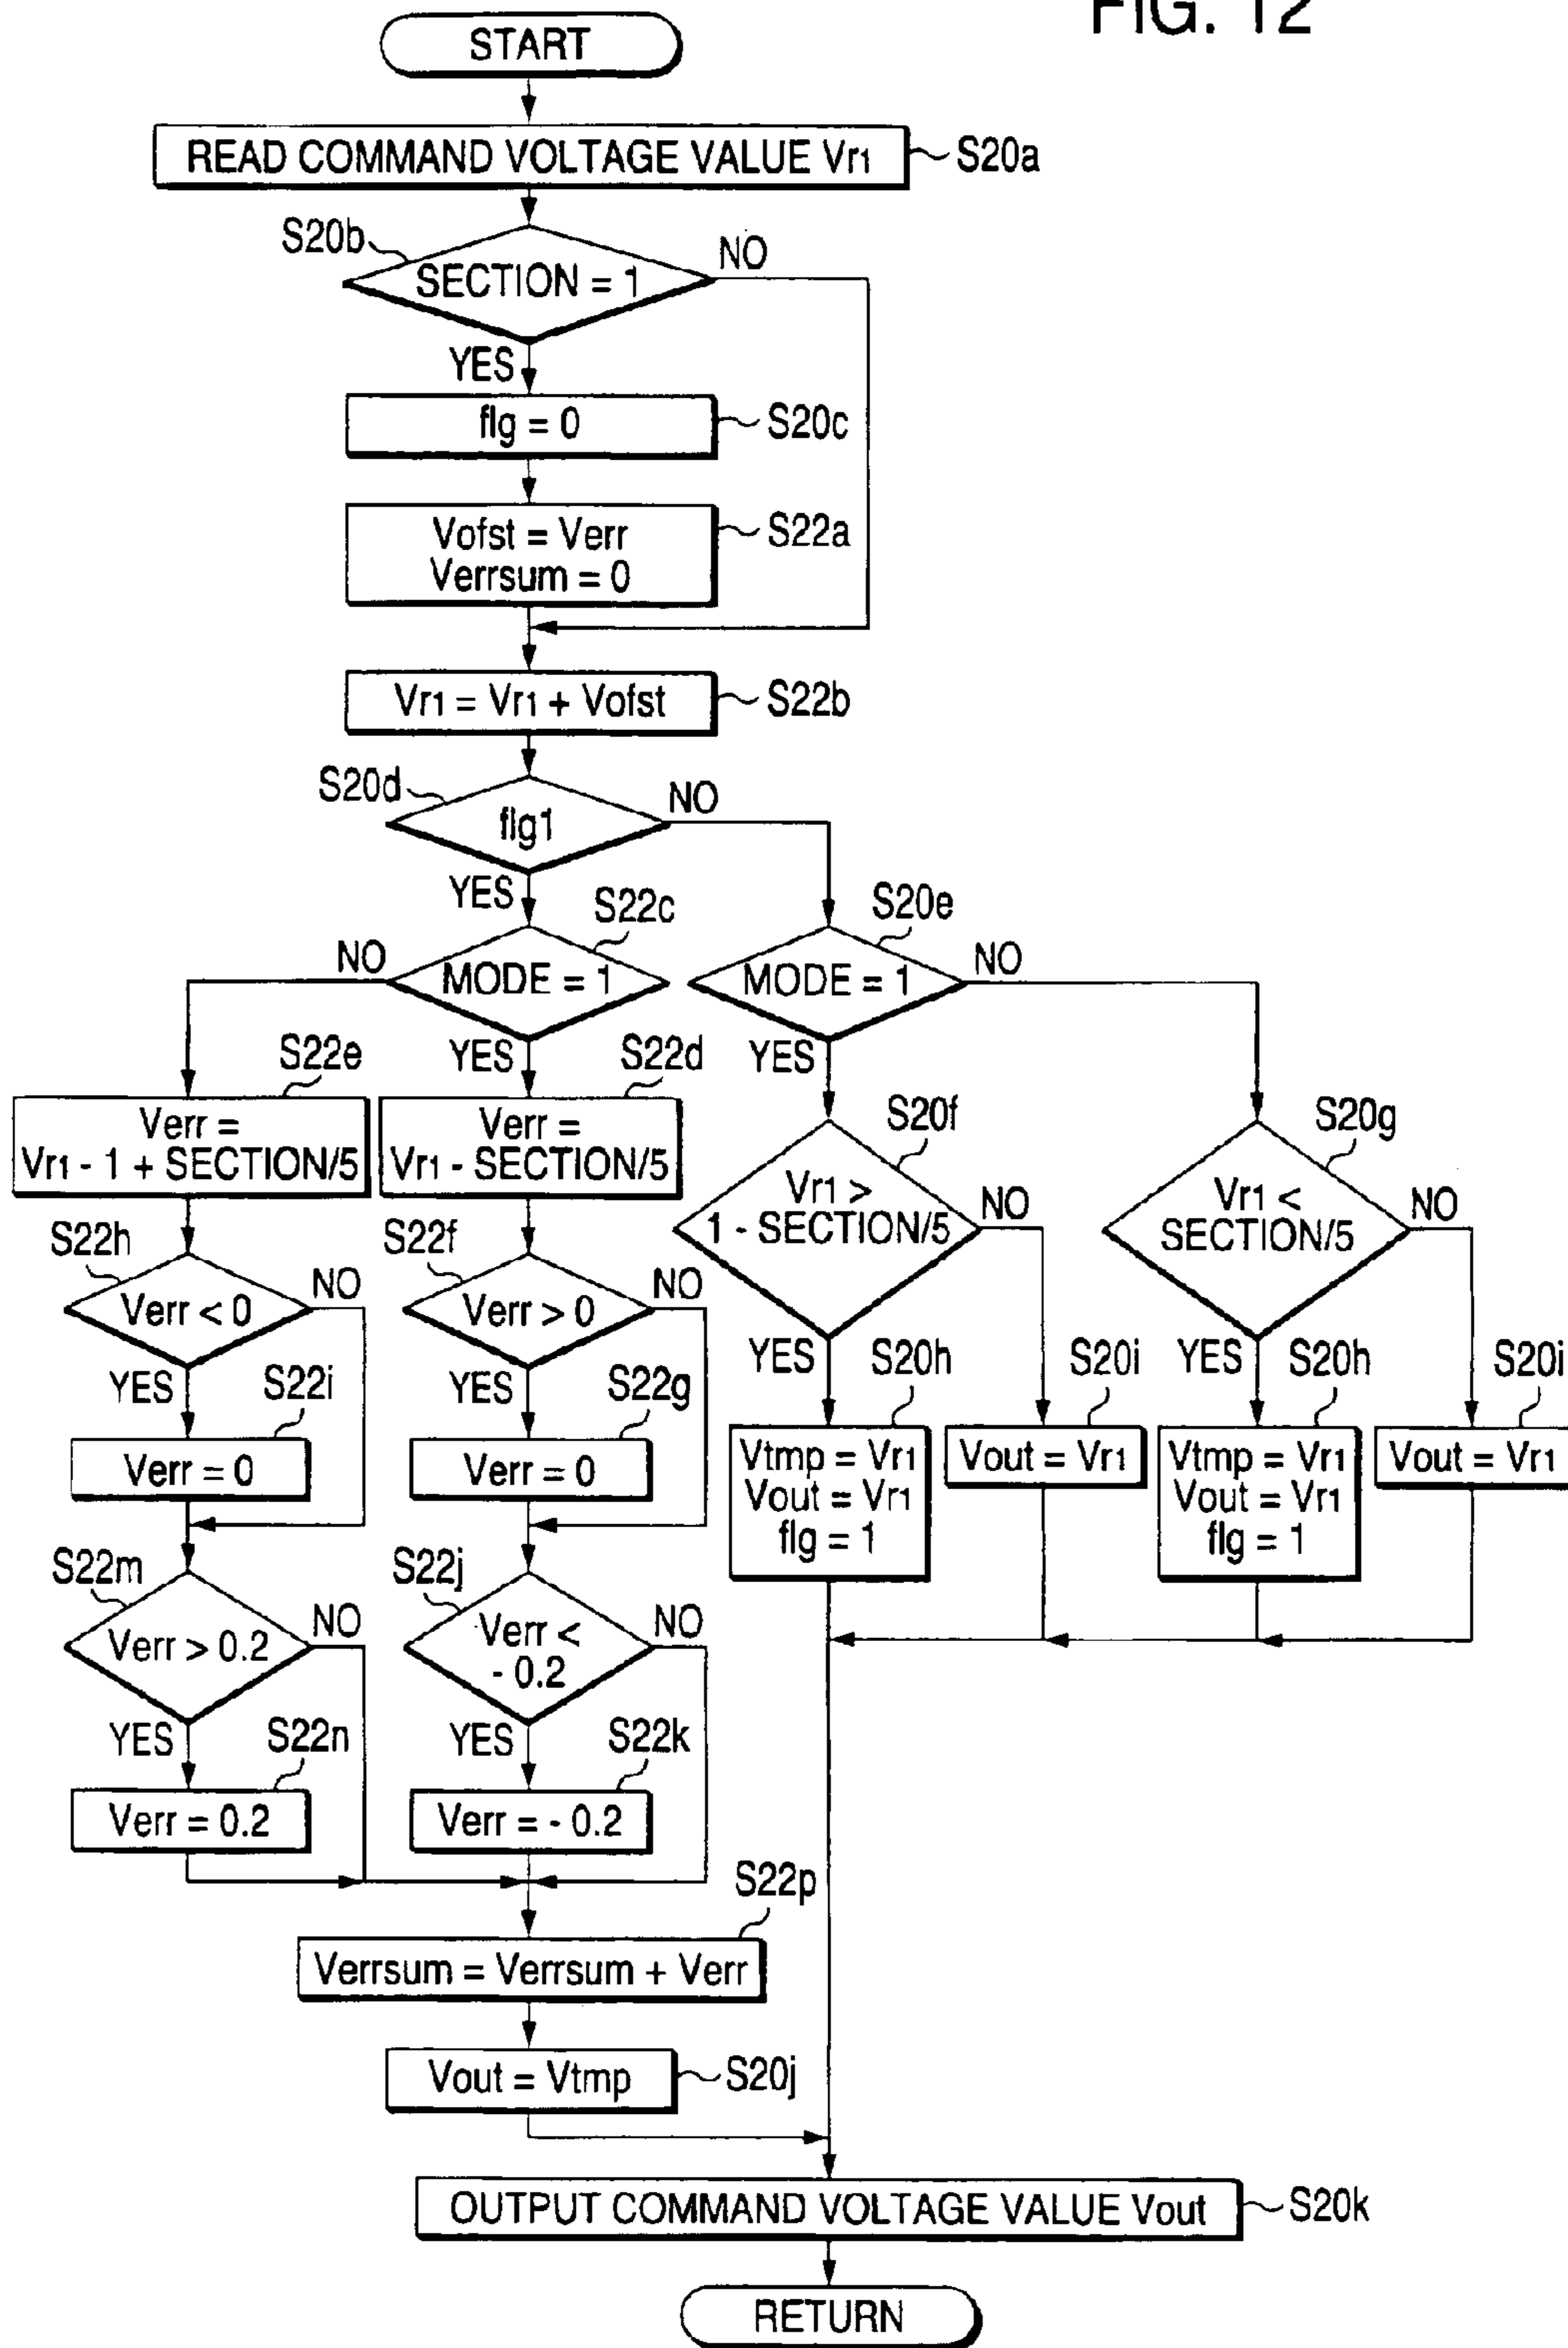 FIG. 12
START
READ COMMAND VOLTAGE VALUE Vr1
S20a
S20b
SECTION = 1
NO
YES
flg = 0
S20c
Vofst = Verr
Verrsum = 0
S22a
Vr1 = Vr1 + Vofst
S22b
S20d
flg1
NO
YES
S22c
MODE = 1
NO
YES
S20e
MODE = 1
NO
YES
S22e
Verr =
Vr1 - 1 + SECTION/5
S22d
Verr =
Vr1 - SECTION/5
S20f
Vr1 >
1 - SECTION/5
NO
YES
S20g
Vr1 <
SECTION/5
NO
YES
S22h
Verr < 0
NO
YES
S22f
Verr > 0
NO
YES
S22i
Verr = 0
S22g
Verr = 0
S20h
Vtmp = Vr1
Vout = Vr1
flg = 1
S20i
Vout = Vr1
S20h
Vtmp = Vr1
Vout = Vr1
flg = 1
S20i
Vout = Vr1
S22m
Verr > 0.2
NO
YES
S22j
Verr <
- 0.2
NO
YES
S22n
Verr = 0.2
S22k
Verr = - 0.2
S22p
Verrsum = Verrsum + Verr
Vout = Vtmp
S20j
OUTPUT COMMAND VOLTAGE VALUE Vout
S20k
RETURN